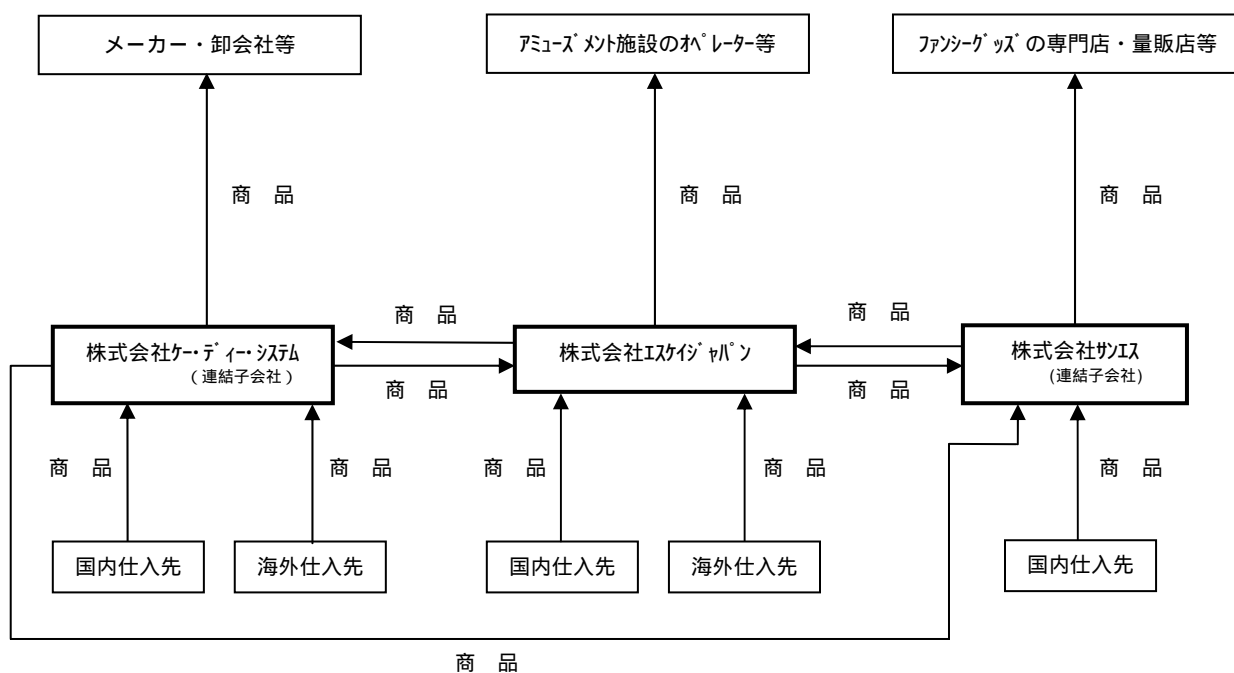 メーカー・卸会社等
ｱﾐｭｰｽﾞﾒﾝﾄ施設のｵﾍﾟﾚｰﾀｰ等
ﾌｧﾝｼｰｸﾞｯｽﾞの専門店・量販店等
商 品
商 品
商 品
商 品
商 品
株式会社ｹｰ･ﾃﾞｨｰ･ｼｽﾃﾑ
（連結子会社）
株式会社ｴｽｹｲｼﾞｬﾊﾟﾝ
株式会社ｻﾝｴｽ
(連結子会社)
商 品
商 品
商 品
商 品
商 品
商 品
商 品
国内仕入先
海外仕入先
国内仕入先
海外仕入先
国内仕入先
商 品